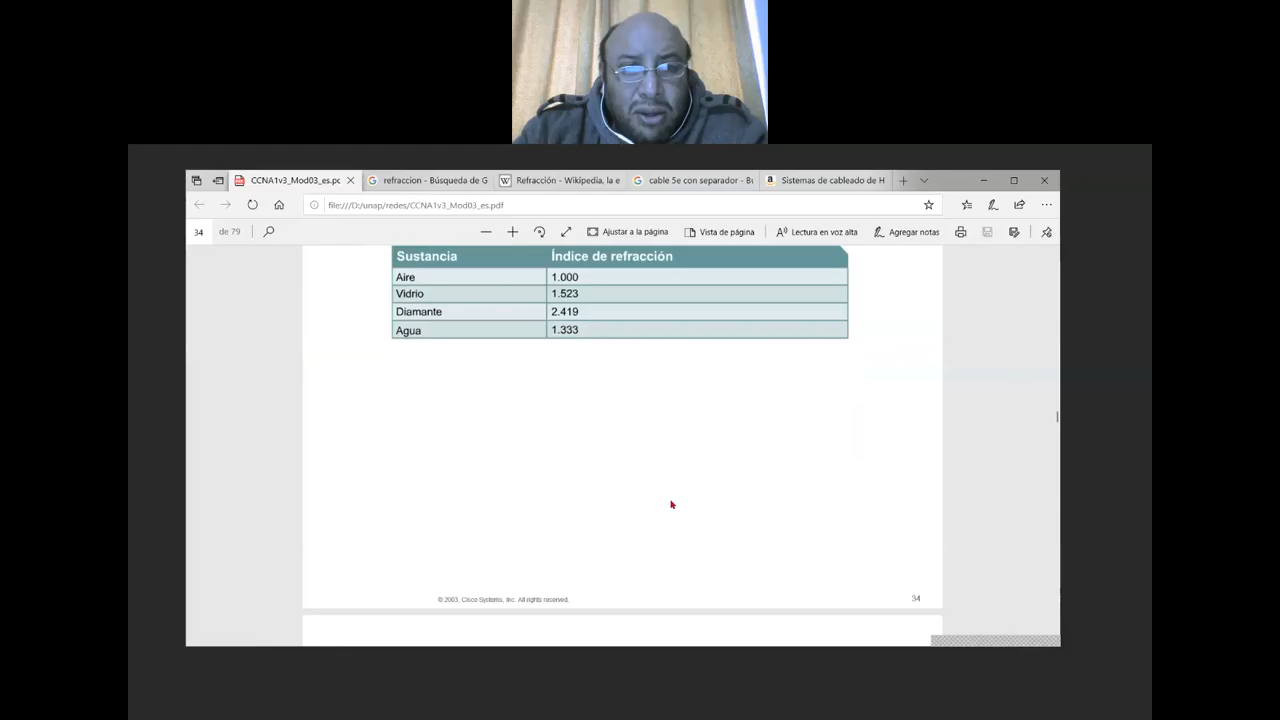 CCNA1v3_Mod03_es.pc
refraccion - Búsqueda de G
Refracción - Wikipedia, la e
cable 5e con separador - Bu
Sistemas de cableado de H
file:///D:/unap/redes/CCNA1v3_Mod03_es.pdf
34 de 79
Ajustar a la página
Vista de página
Lectura en voz alta
Agregar notas
Sustancia Índice de refracción
Aire 1.000
Vidrio 1.523
Diamante 2.419
Agua 1.333
© 2003, Cisco Systems, Inc. All rights reserved. 34